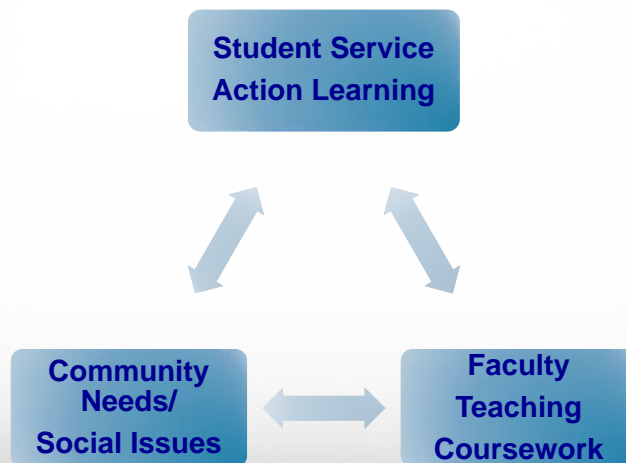 Student Service
Action Learning
Community
Needs/
Social Issues
Faculty
Teaching
Coursework